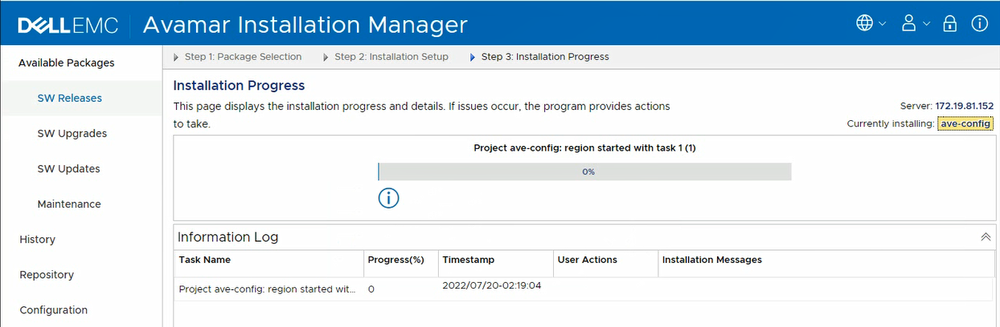 DELLEMC Avamar Installation Manager
Available Packages
SW Releases
SW Upgrades
SW Updates
Maintenance
History
Repository
Configuration
Step 1: Package Selection Step 2: Installation Setup Step 3: Installation Progress
Installation Progress
This page displays the installation progress and details. If issues occur, the program provides actions
to take.
Server: 172.19.81.152
Currently installing: ave-config
Project ave-config: region started with task 1 (1)
0%
Information Log
Task Name Progress(%) Timestamp User Actions Installation Messages
Project ave-config: region started wit... 0 2022/07/20-02:19:04